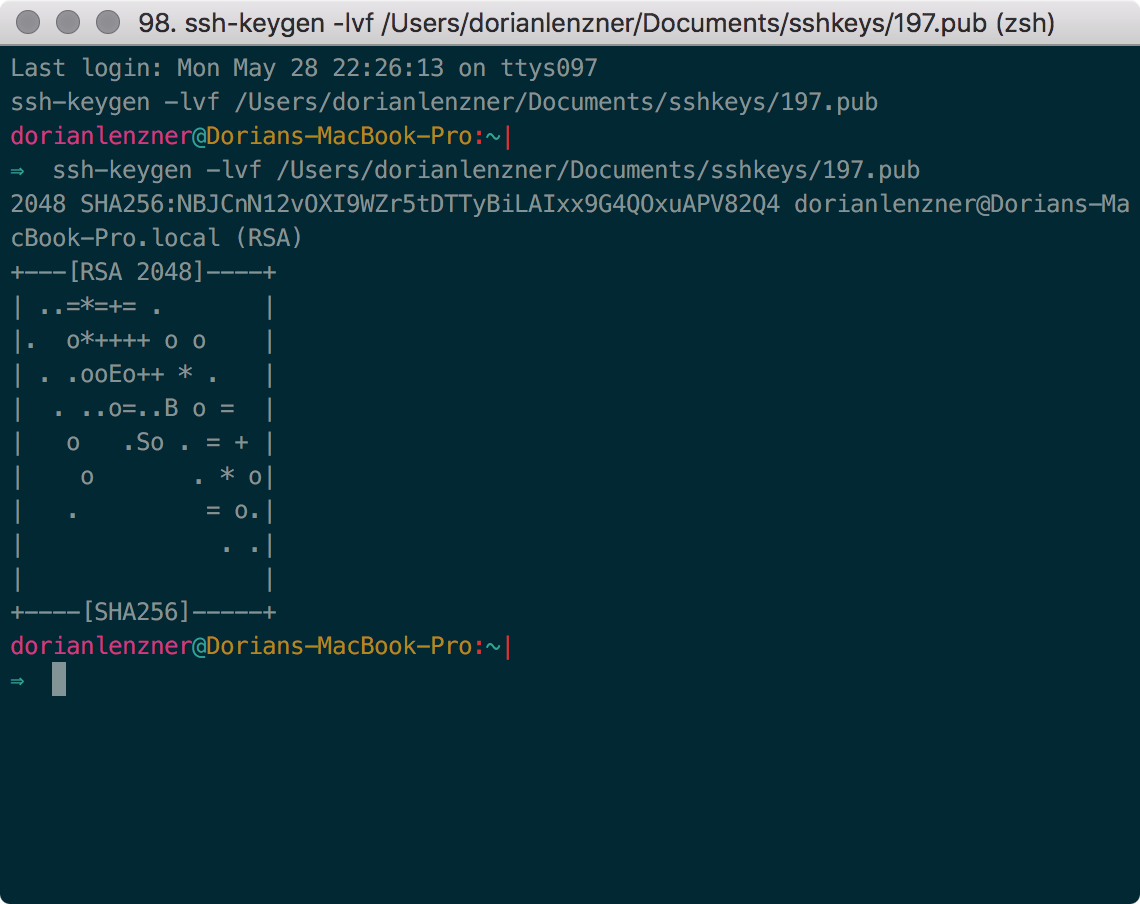 98. ssh-keygen -lvf /Users/dorianlenzner/Documents/sshkeys/197.pub (zsh)
Last login: Mon May 28 22:26:13 on ttys097
ssh-keygen -lvf /Users/dorianlenzner/Documents/sshkeys/197.pub
dorianlenzner@Dorians-MacBook-Pro:~|
⇒  ssh-keygen -lvf /Users/dorianlenzner/Documents/sshkeys/197.pub
2048 SHA256:NBJCnN12vOXI9WZr5tDTTyBiLAIxx9G4QOxuAPV82Q4 dorianlenzner@Dorians-Ma
cBook-Pro.local (RSA)
+---[RSA 2048]----+
| ..=*=+= .       |
|.  o*++++ o o    |
| . .ooEo++ * .   |
|  . ..o=..B o =  |
|   o   .So . = + |
|    o       . * o|
|   .         = o.|
|              . .|
|                 |
+----[SHA256]-----+
dorianlenzner@Dorians-MacBook-Pro:~|
⇒